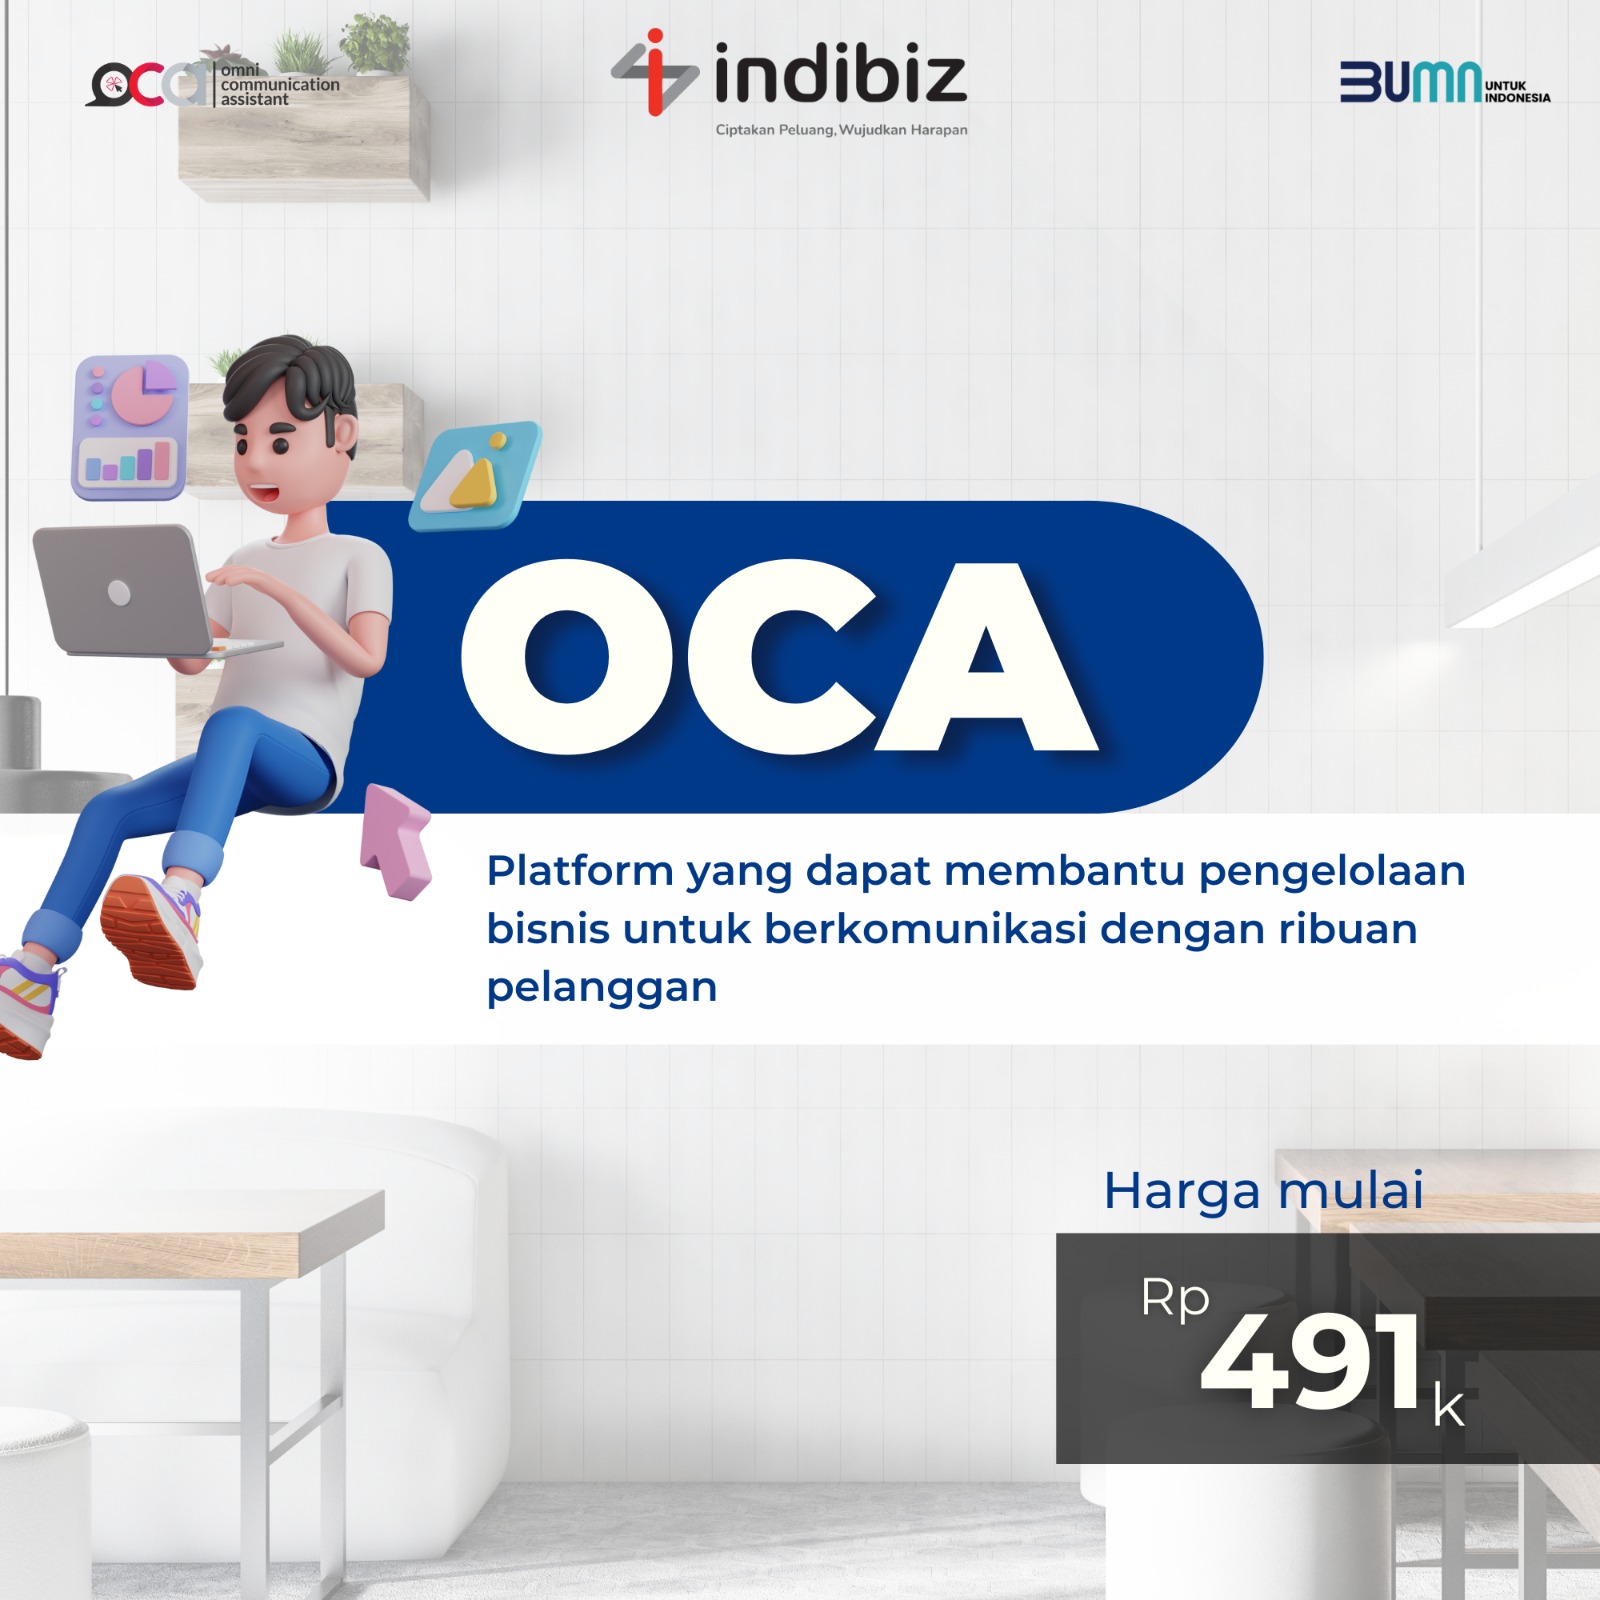 oca omni
communication
assistant
indibiz
Ciptakan Peluang, Wujudkan Harapan
BUMN UNTUK
INDONESIA
OCA
Platform yang dapat membantu pengelolaan
bisnis untuk berkomunikasi dengan ribuan
pelanggan
Harga mulai
Rp 491 k